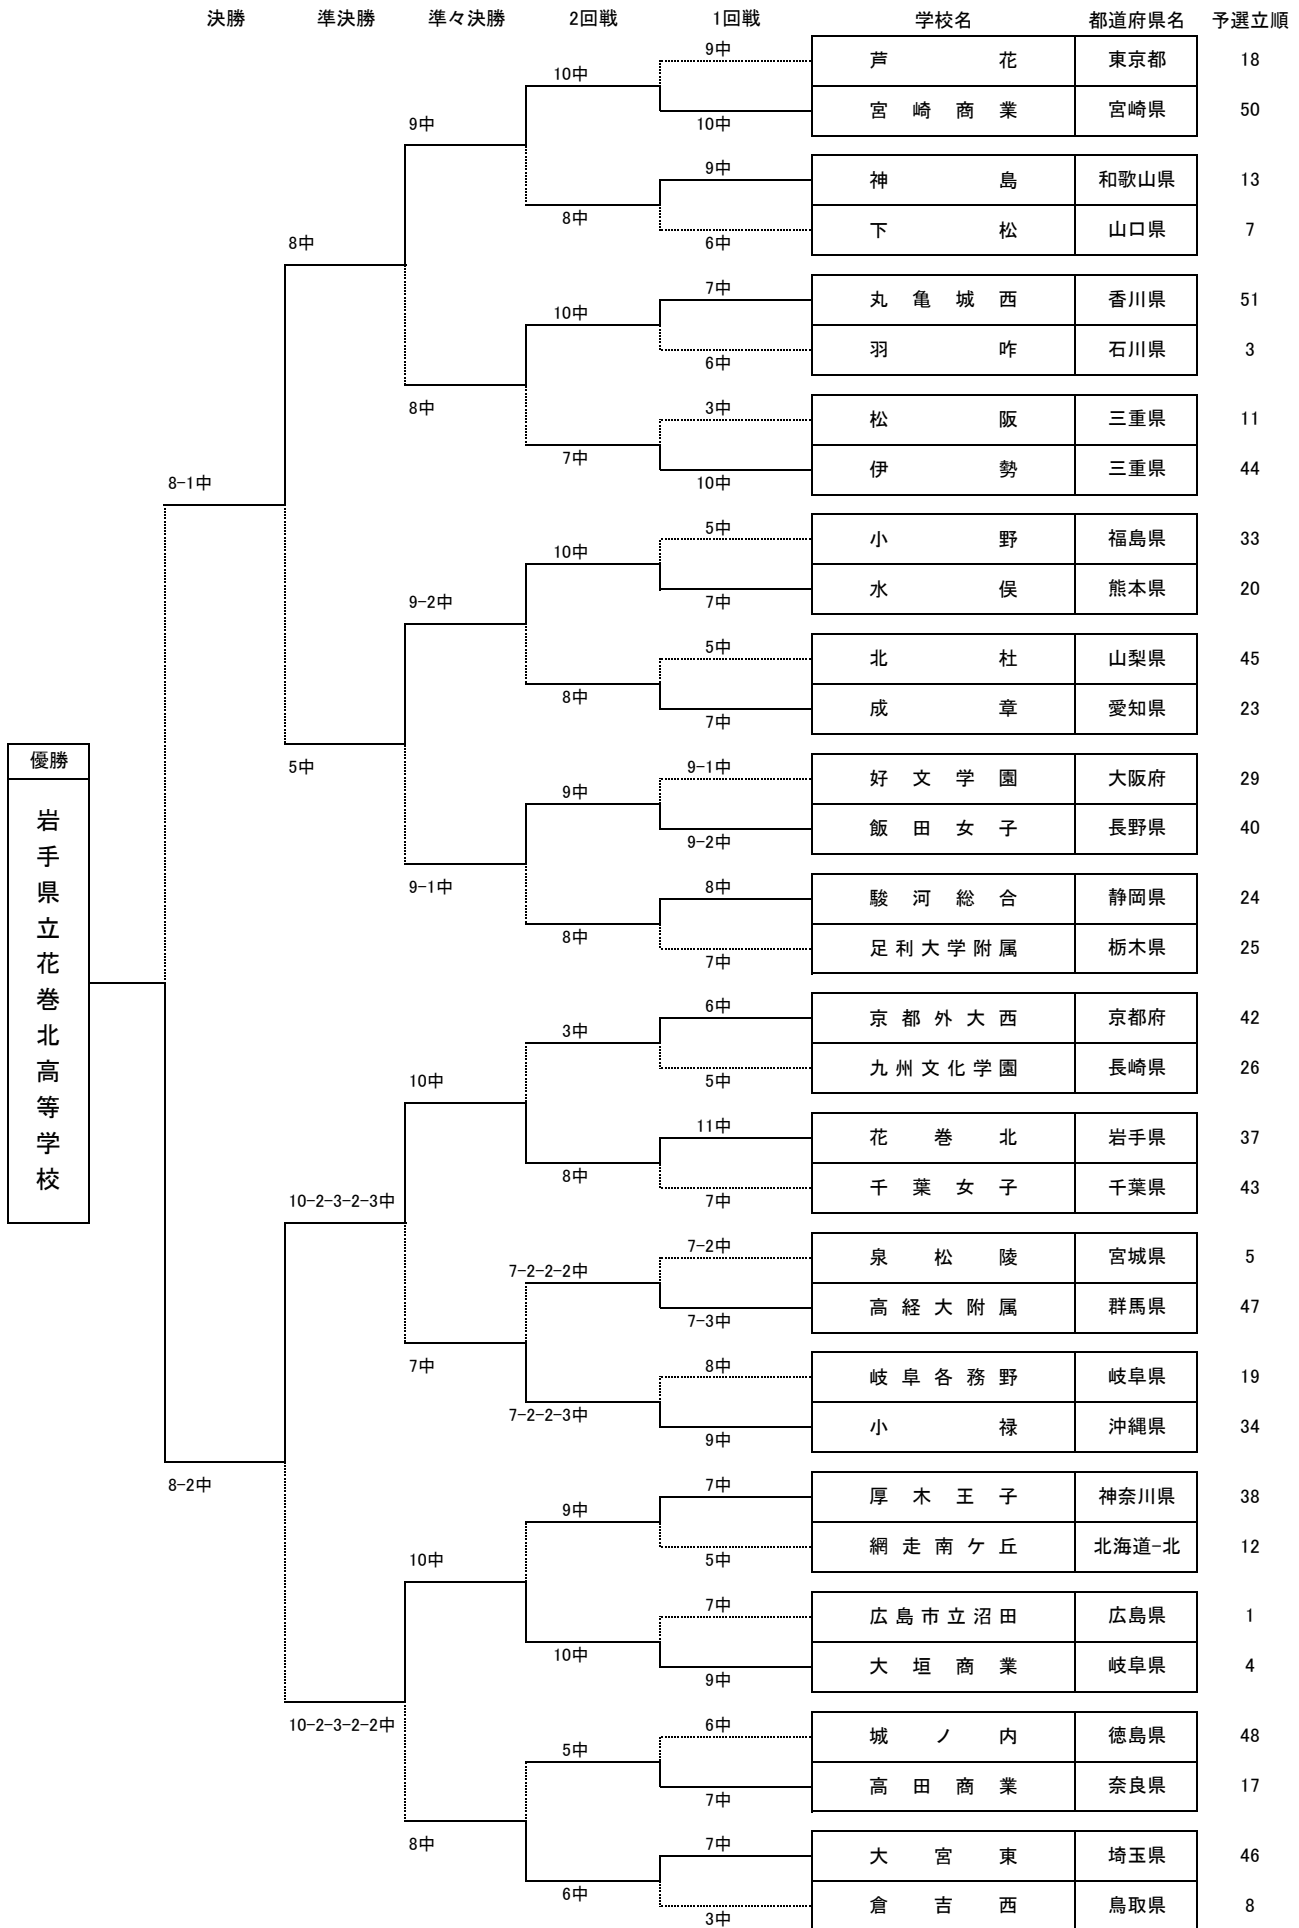 決勝 準決勝 準々決勝 2回戦 1回戦 学校名 都道府県名 予選立順
9中
芦花 東京都 18
10中
宮崎商業 宮崎県 50
9中 10中
9中
神島 和歌山県 13
8中
下松 山口県 7
8中 6中
7中
丸亀城西 香川県 51
10中
羽咋 石川県 3
6中
8中 3中
松阪 三重県 11
7中
伊勢 三重県 44
8-1中 10中
5中
小野 福島県 33
10中
水俣 熊本県 20
9-2中 7中
5中
北杜 山梨県 45
8中
成章 愛知県 23
7中
優勝
5中 9-1中
好文学園 大阪府 29
9中
飯田女子 長野県 40
9-2中
岩手県立花巻北高等学校
9-1中 8中
駿河総合 静岡県 24
8中
足利大学附属 栃木県 25
7中
6中
京都外大西 京都府 42
3中
九州文化学園 長崎県 26
10中 5中
11中
花巻北 岩手県 37
8中
千葉女子 千葉県 43
10-2-3-2-3中 7中
7-2中
泉松陵 宮城県 5
7-2-2-2中
高経大附属 群馬県 47
7-3中
7中 8中
岐阜各務野 岐阜県 19
7-2-2-3中
小禄 沖縄県 34
9中
8-2中 7中
厚木王子 神奈川県 38
9中
網走南ケ丘 北海道-北 12
10中 5中
7中
広島市立沼田 広島県 1
10中
大垣商業 岐阜県 4
9中
10-2-3-2-2中 6中
城ノ内 徳島県 48
5中
高田商業 奈良県 17
7中
8中 7中
大宮東 埼玉県 46
6中
倉吉西 鳥取県 8
3中